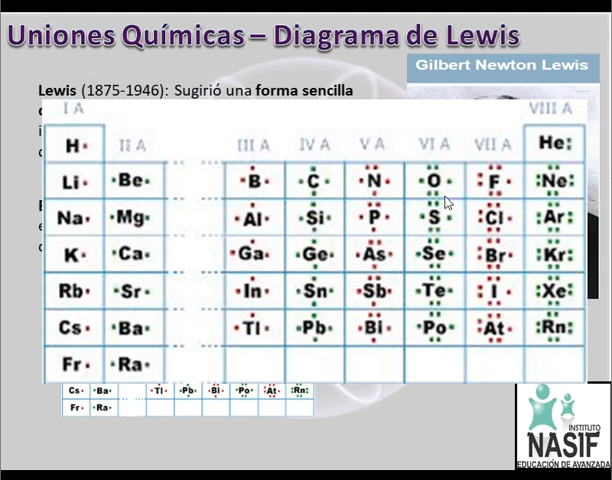 Uniones Químicas – Diagrama de Lewis
Gilbert Newton Lewis
Lewis (1875-1946): Sugirió una forma sencilla
I A VIII A
H He
II A III A IV A V A VI A VII A
Li Be B C N O F Ne
Na Mg Al Si P S Cl Ar
K Ca Ga Ge As Se Br Kr
Rb Sr In Sn Sb Te I Xe
Cs Ba Tl Pb Bi Po At Rn
Fr Ra
Cs Ba Tl Pb Bi Po At Rn
Fr Ra
INSTITUTO
NASIF
EDUCACIÓN DE AVANZADA